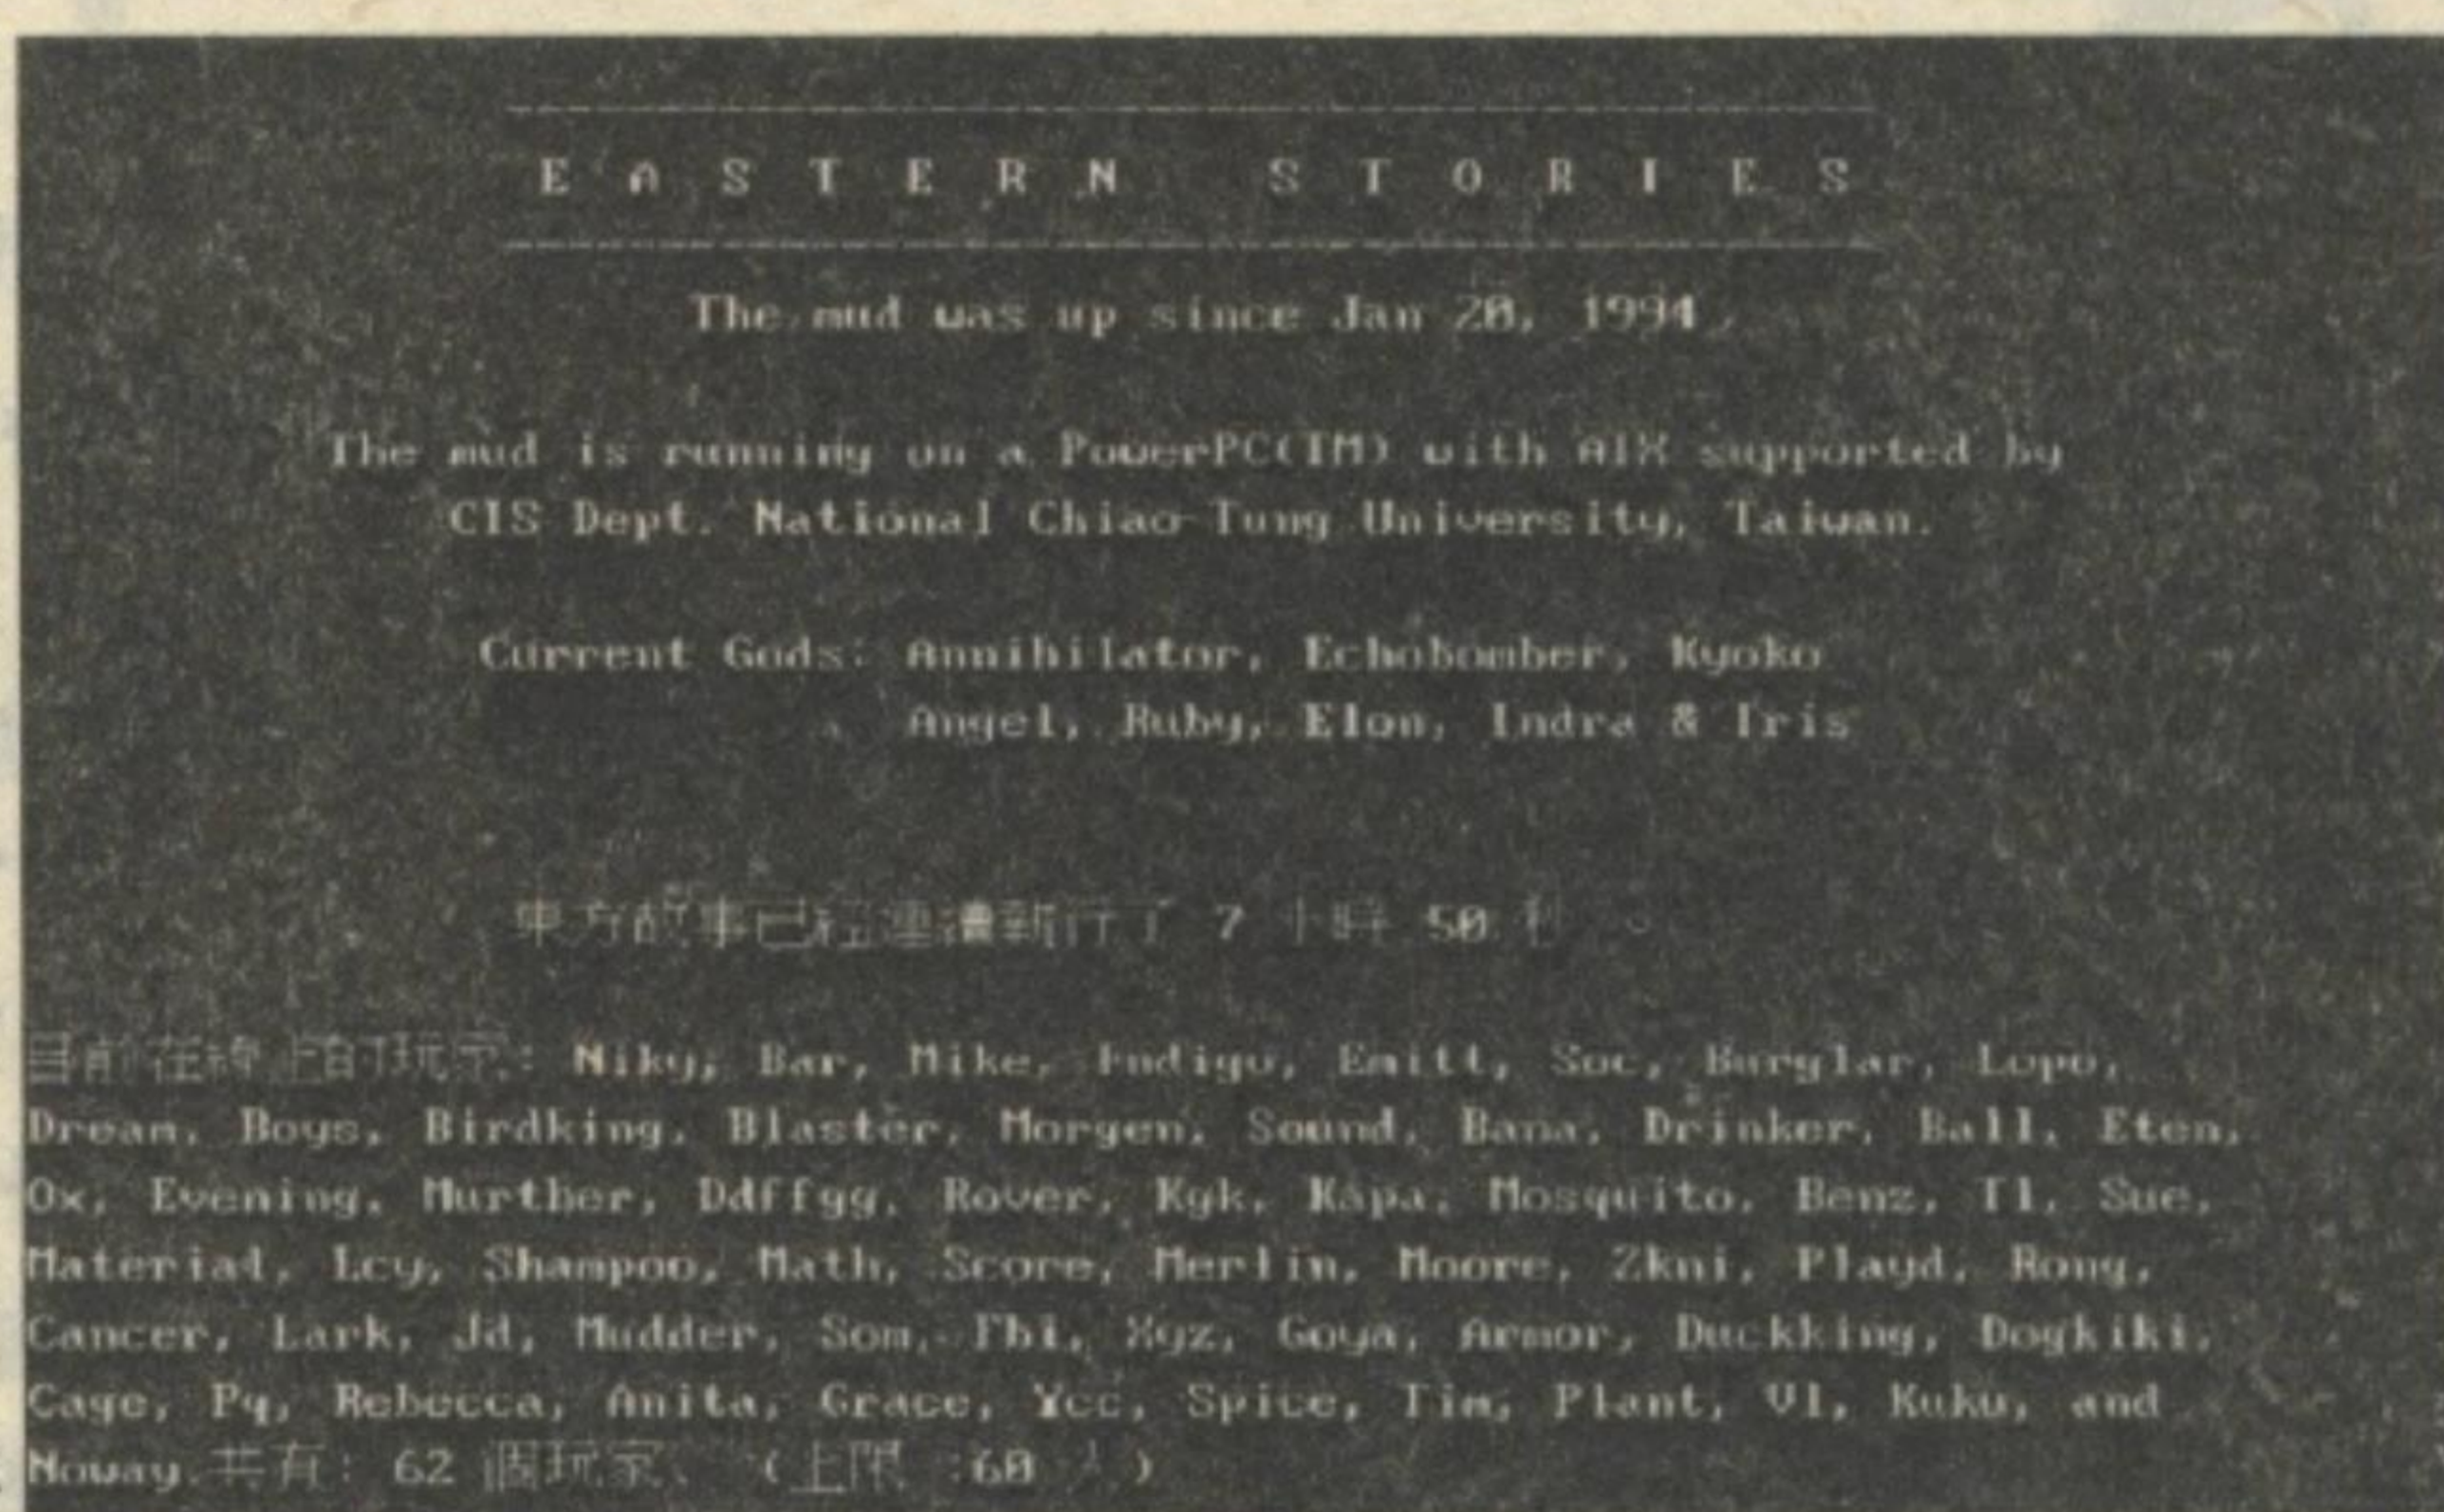 E A S T E R N   S T O R I E S
The mud was up since Jan 20, 1994
The mud is running on a PowerPC(TM) with AIX supported by
CIS Dept. National Chiao-Tung University, Taiwan.
Current Gods: Annihilator, Echobomber, Kyoko
Angel, Ruby, Elon, Indra & Iris
東方故事已經連續執行了 7 小時 50 秒 。
目前在線上的玩家: Niky, Bar, Mike, Emitt, Soc, Burglar, Lopo,
Dream, Boys, Birdking, Blaster, Morgen, Sound, Bana, Drinker, Ball, Eten,
Ox, Evening, Murther, Ddffgg, Rover, Kgk, Kapa, Mosquito, Benz, Tl, Sue,
Material, Lcy, Shampoo, Math, Score, Merlin, Moore, Zkni, Playd, Rong,
Cancer, Lark, Jd, Mudder, Som, Fbi, Xyz, Goya, Armor, Duckking, Dogkiki,
Cage, Pq, Rebecca, Anita, Grace, Ycc, Spice, Tim, Plant, Vl, Kuku, and
Noway.共有: 62 個玩家、 (上限 :60 人)